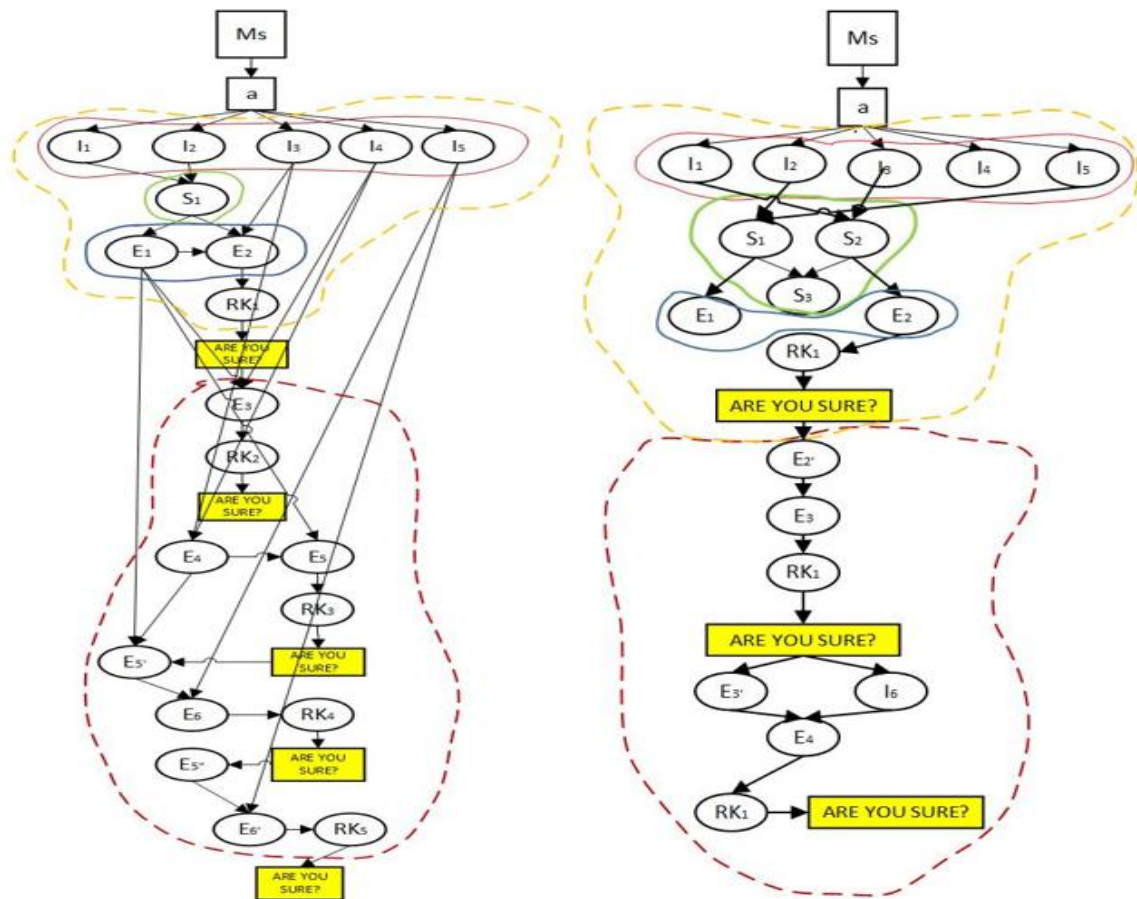 Ms
a
I1 I2 I3 I4 I5
S1
E1 E2
RK1
ARE YOU
SURE?
E3
RK2
ARE YOU
SURE?
E4 E5
RK3
E5' ARE YOU
SURE?
E6 RK4
E5" ARE YOU
SURE?
E6' RK5
ARE YOU
SURE?
Ms
a
I1 I2 I3 I4 I5
S1 S2
S3
E1 E2
RK1
ARE YOU SURE?
E2'
E3
RK1
ARE YOU SURE?
E3' I6
E4
RK1 ARE YOU SURE?